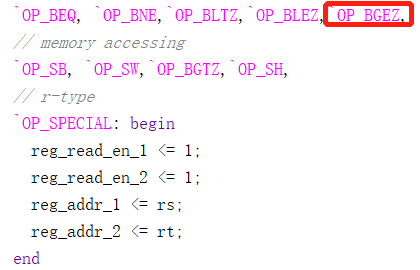 `OP_BEQ, `OP_BNE,`OP_BLTZ,`OP_BLEZ,`OP_BGEZ,
// memory accessing
`OP_SB, `OP_SW,`OP_BGTZ,`OP_SH,
// r-type
`OP_SPECIAL: begin
reg_read_en_1 <= 1;
reg_read_en_2 <= 1;
reg_addr_1 <= rs;
reg_addr_2 <= rt;
end